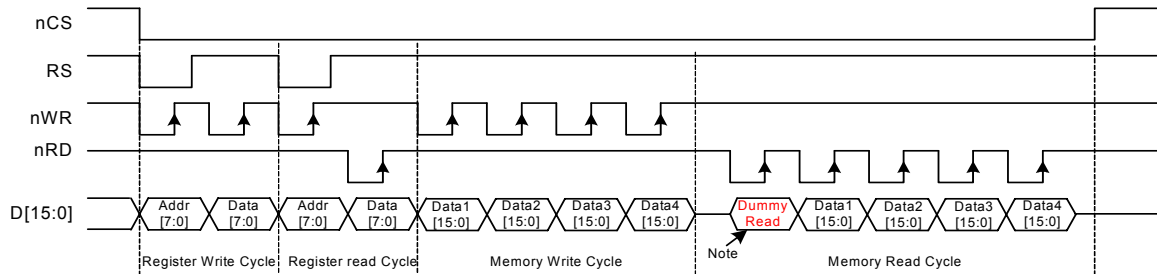 nCS
RS
nWR
nRD
D[15:0]
Addr [7:0]
Data [7:0]
Addr [7:0]
Data [7:0]
Data1 [15:0]
Data2 [15:0]
Data3 [15:0]
Data4 [15:0]
Dummy Read
Data1 [15:0]
Data2 [15:0]
Data3 [15:0]
Data4 [15:0]
Note
Register Write Cycle
Register read Cycle
Memory Write Cycle
Memory Read Cycle